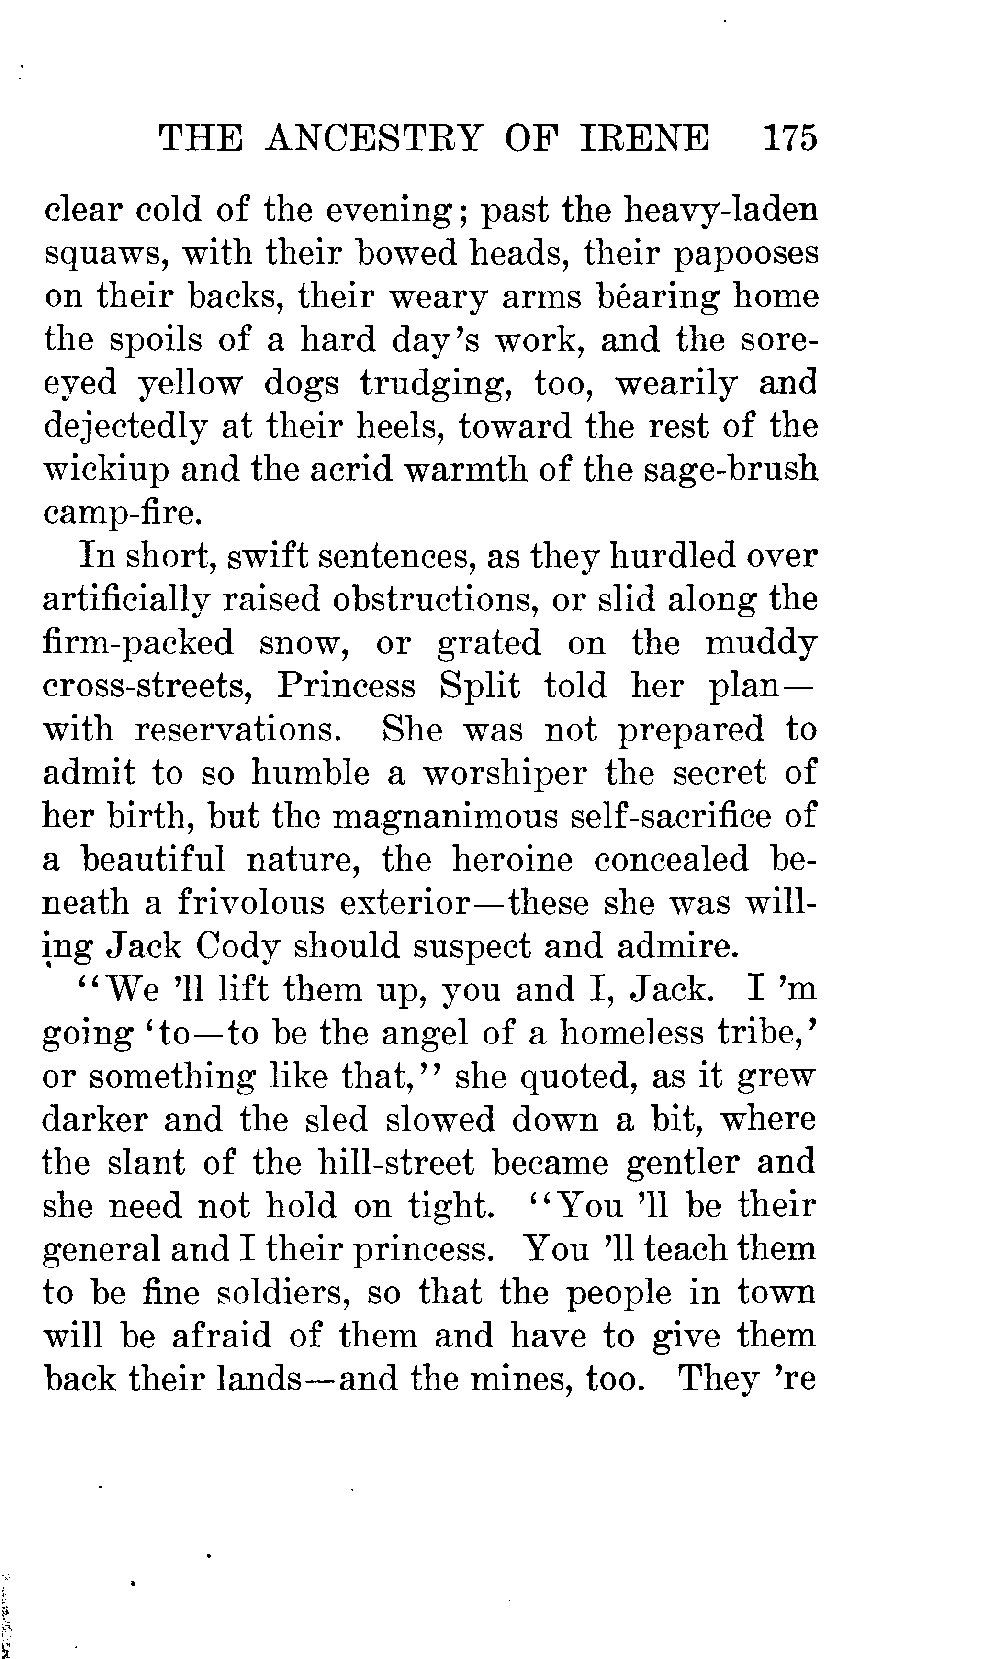 THE ANCESTRY OF IRENE 175
clear cold of the evening; past the heavy-laden
squaws, with their bowed heads, their papooses
on their backs, their weary arms bearing home
the spoils of a hard day's work, and the sore-
eyed yellow dogs trudging, too, wearily and
dejectedly at their heels, toward the rest of the
wickiup and the acrid warmth of the sage-brush
camp-fire.
In short, swift sentences, as they hurdled over
artificially raised obstructions, or slid along the
firm-packed snow, or grated on the muddy
cross-streets, Princess Split told her plan—
with reservations. She was not prepared to
admit to so humble a worshiper the secret of
her birth, but the magnanimous self-sacrifice of
a beautiful nature, the heroine concealed be-
neath a frivolous exterior—these she was will-
ing Jack Cody should suspect and admire.
"We 'll lift them up, you and I, Jack. I 'm
going 'to—to be the angel of a homeless tribe,'
or something like that," she quoted, as it grew
darker and the sled slowed down a bit, where
the slant of the hill-street became gentler and
she need not hold on tight. "You 'll be their
general and I their princess. You 'll teach them
to be fine soldiers, so that the people in town
will be afraid of them and have to give them
back their lands—and the mines, too. They 're